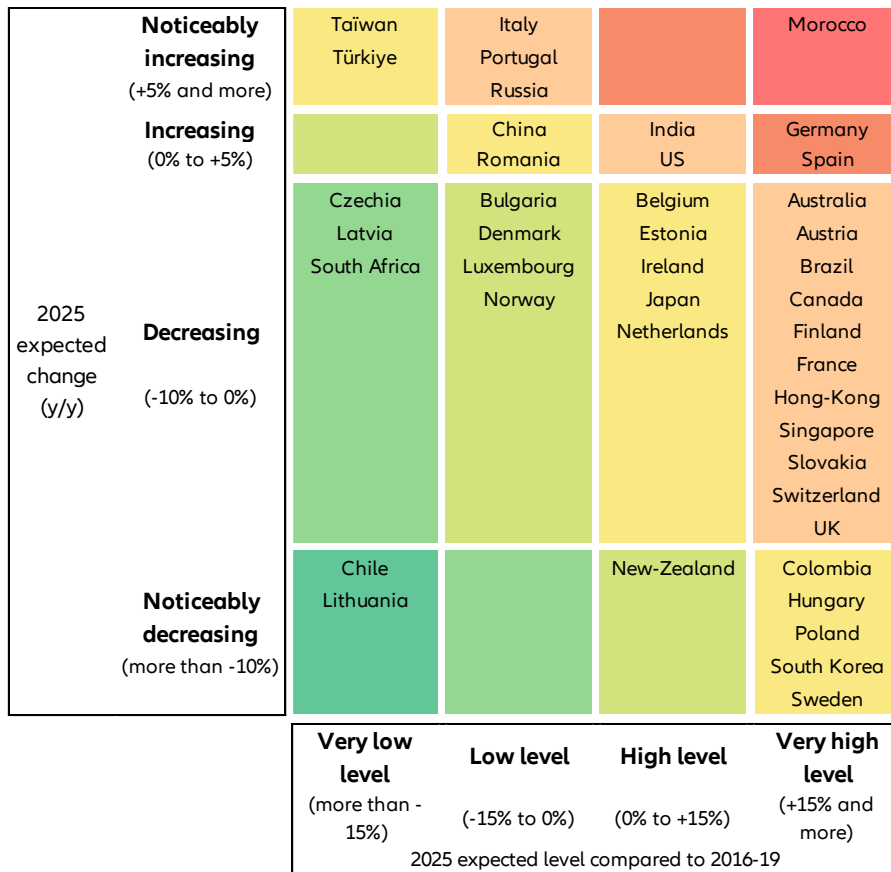 Noticeably
increasing
(+5% and more)
Taïwan
Türkiye
Italy
Portugal
Russia
Morocco
Increasing
(0% to +5%)
China
Romania
India
US
Germany
Spain
2025
expected
change
(y/y)
Decreasing
(-10% to 0%)
Czechia
Latvia
South Africa
Bulgaria
Denmark
Luxembourg
Norway
Belgium
Estonia
Ireland
Japan
Netherlands
Australia
Austria
Brazil
Canada
Finland
France
Hong-Kong
Singapore
Slovakia
Switzerland
UK
Noticeably
decreasing
(more than -10%)
Chile
Lithuania
New-Zealand
Colombia
Hungary
Poland
South Korea
Sweden
Very low
level
(more than -
15%)
Low level
(-15% to 0%)
High level
(0% to +15%)
Very high
level
(+15% and
more)
2025 expected level compared to 2016-19